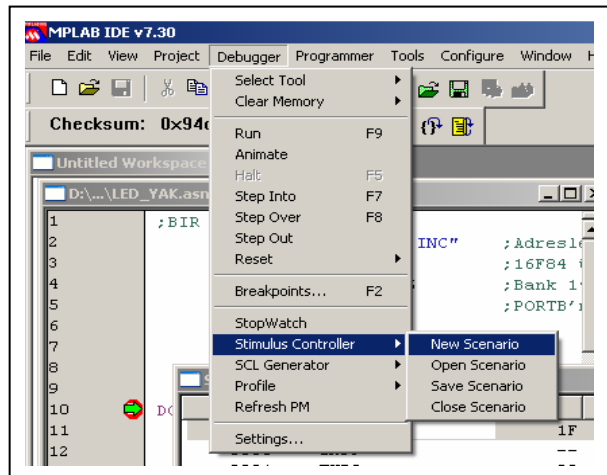 MPLAB IDE v7.30
File Edit View Project Debugger Programmer Tools Configure Window
Checksum:
Untitled Workspace
D:\...\LED_YAK.asm
Select Tool
Clear Memory
Run F9
Animate
Halt F5
Step Into F7
Step Over F8
Step Out
Reset
Breakpoints... F2
StopWatch
Stimulus Controller
SCL Generator
Profile
Refresh PM
Settings...
New Scenario
Open Scenario
Save Scenario
Close Scenario
1 ;BIR
2 INC"
3 ;16F84
4 ;Bank
5
6
7
8
9
10
11 1F
12 --